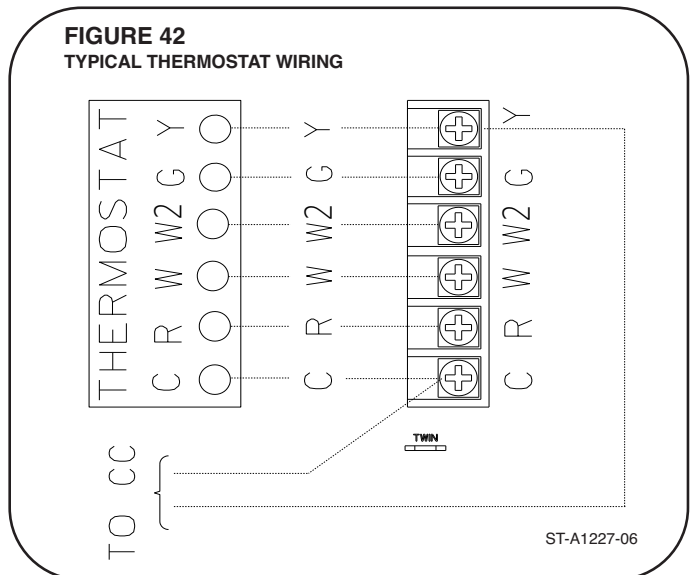 FIGURE 42
TYPICAL THERMOSTAT WIRING
THERMOSTAT
Y Y Y
G G G
W2 W2 W2
W W W
R R R
C C C
TWIN
TO CC
ST-A1227-06